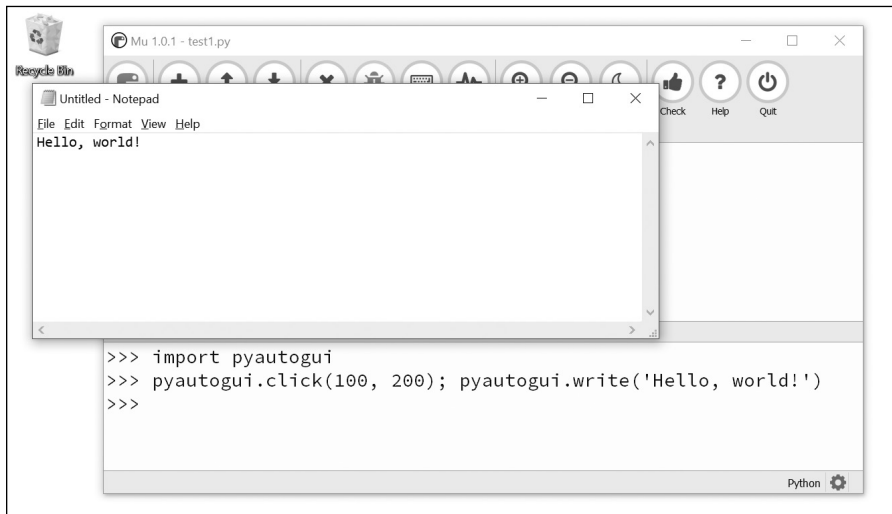 Recycle Bin
Mu 1.0.1 - test1.py
Check Help Quit
Untitled - Notepad
File Edit Format View Help
Hello, world!
>>> import pyautogui
>>> pyautogui.click(100, 200); pyautogui.write('Hello, world!')
>>>
Python